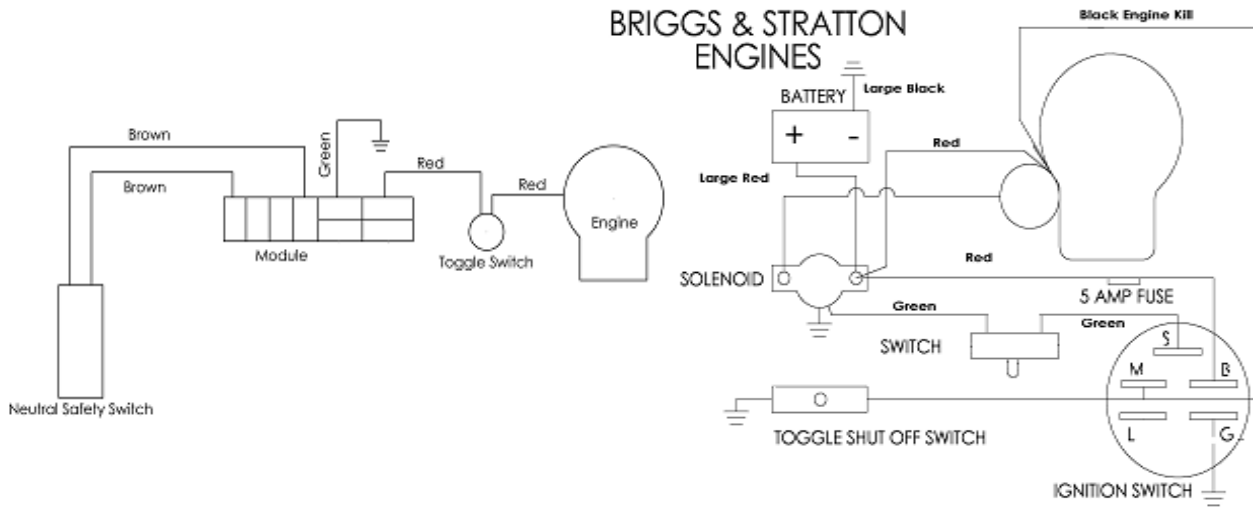 BRIGGS & STRATTON
ENGINES
Black Engine Kill
Large Black
BATTERY
+ -
Brown
Green
Red
Red
Brown
Red
Large Red
Engine
Module
Toggle Switch
SOLENOID
Red
5 AMP FUSE
Green
Green
SWITCH
S
M B
Neutral Safety Switch
L G
TOGGLE SHUT OFF SWITCH
IGNITION SWITCH